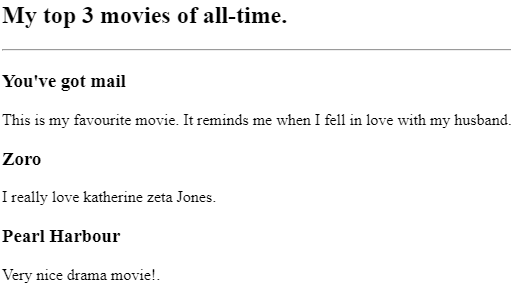 My top 3 movies of all-time.
You've got mail
This is my favourite movie. It reminds me when I fell in love with my husband.
Zoro
I really love katherine zeta Jones.
Pearl Harbour
Very nice drama movie!.